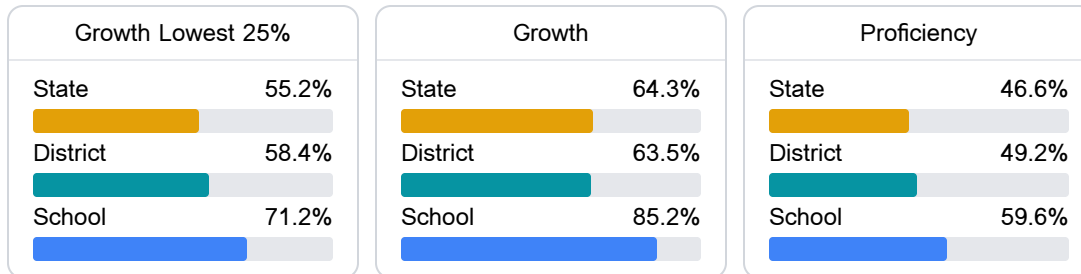 Growth Lowest 25%
State 55.2%
District 58.4%
School 71.2%
Growth
State 64.3%
District 63.5%
School 85.2%
Proficiency
State 46.6%
District 49.2%
School 59.6%